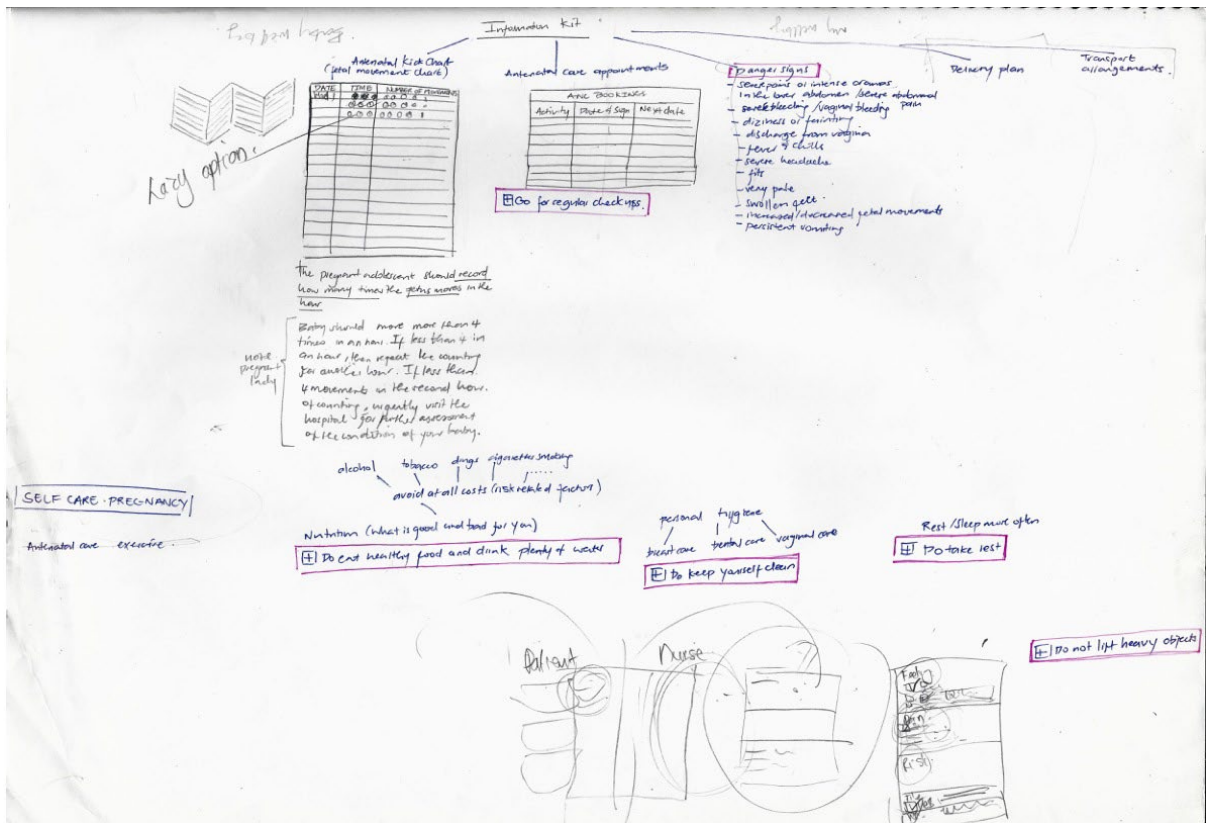 Information Kit
Antenatal Kick Chart
(fetal movement chart)
DATE TIME NUMBER OF MOVEMENTS
Lazy option.
The pregnant adolescent should record
how many times the fetus moves in the
hour
note
pregnant
lady
Baby should move more than 4
times in an hour. If less than 4 in
an hour, then repeat the counting
for another hour. If less than
4 movements in the second hour
of counting, urgently visit the
hospital for further assessment
of the condition of your baby.
Antenatal care appointments
ANC BOOKINGS
Activity Date & Sign Next date
Go for regular check ups.
Danger signs
- severe pains or intense cramps
in the lower abdomen /severe abdominal
pain
- bleeding /vaginal bleeding
- diziness or fainting
- discharge from vagina
- fever & chills
- severe headache
- fits
- very pale
- swollen feet
- increased/decreased fetal movements
- persistent vomiting
Delivery plan
Transport
arrangements.
SELF CARE PREGNANCY
Antenatal care exercise
alcohol tobacco drugs cigarettes smoking
avoid at all costs (risk related factors)
Nutrition (what is good and bad for you)
Do eat healthy food and drink plenty of water
personal hygiene
breast care dental care vaginal care
Do keep yourself clean
Rest /Sleep more often
Do take rest
Do not lift heavy objects
Patient Nurse
Risk